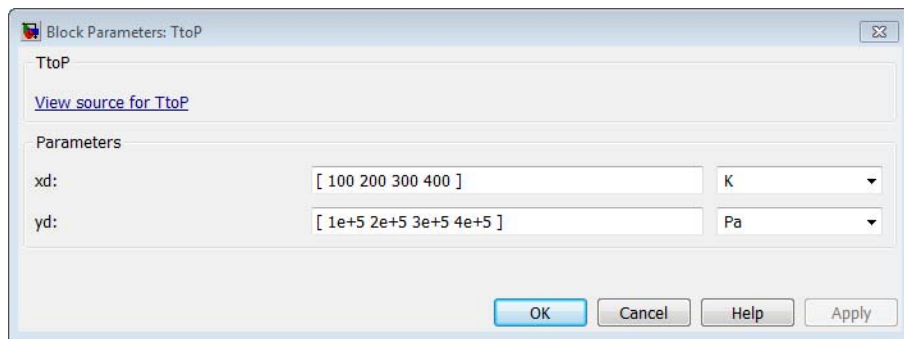 Block Parameters: TtoP
TtoP
View source for TtoP
Parameters
xd: [ 100 200 300 400 ] K
yd: [ 1e+5 2e+5 3e+5 4e+5 ] Pa
OK Cancel Help Apply